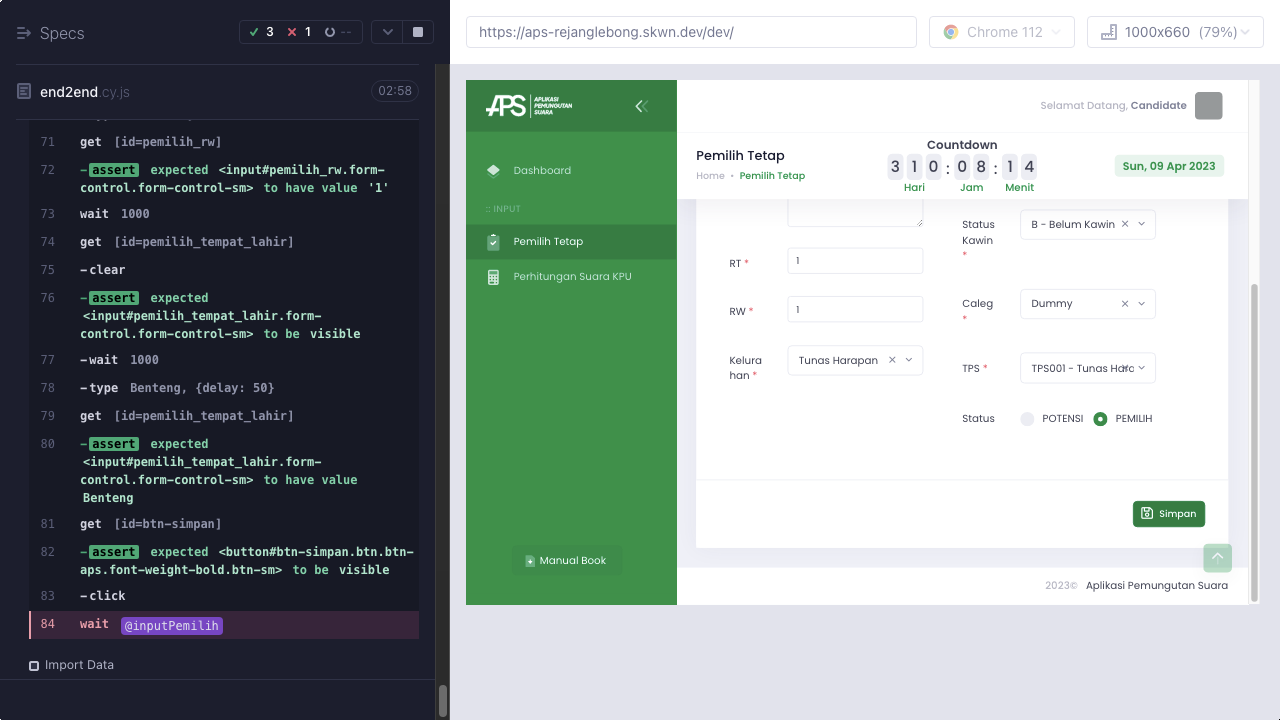 Specs
3
1
--
https://aps-rejanglebong.skwn.dev/dev/
Chrome 112
1000x660 (79%)
end2end.cy.js
02:58
71 get [id=pemilih_rw]
72 -assert expected <input#pemilih_rw.form-
control.form-control-sm> to have value '1'
73 wait 1000
74 get [id=pemilih_tempat_lahir]
75 -clear
76 -assert expected
<input#pemilih_tempat_lahir.form-
control.form-control-sm> to be visible
77 -wait 1000
78 -type Benteng, {delay: 50}
79 get [id=pemilih_tempat_lahir]
80 -assert expected
<input#pemilih_tempat_lahir.form-
control.form-control-sm> to have value
Benteng
81 get [id=btn-simpan]
82 -assert expected <button#btn-simpan.btn.btn-
aps.font-weight-bold.btn-sm> to be visible
83 -click
84 wait @inputPemilih
Import Data
APS APLIKASI
PEMUNGUTAN
SUARA
Dashboard
:: INPUT
Pemilih Tetap
Perhitungan Suara KPU
Manual Book
Selamat Datang, Candidate
Pemilih Tetap
Home • Pemilih Tetap
Countdown
3 1 0 : 0 8 : 1 4
Hari Jam Menit
Sun, 09 Apr 2023
RT *
1
RW *
1
Kelura
han *
Tunas Harapan
Status
Kawin
*
B - Belum Kawin
Caleg
*
Dummy
TPS *
TPS001 - Tunas
Status
POTENSI
PEMILIH
Simpan
2023© Aplikasi Pemungutan Suara